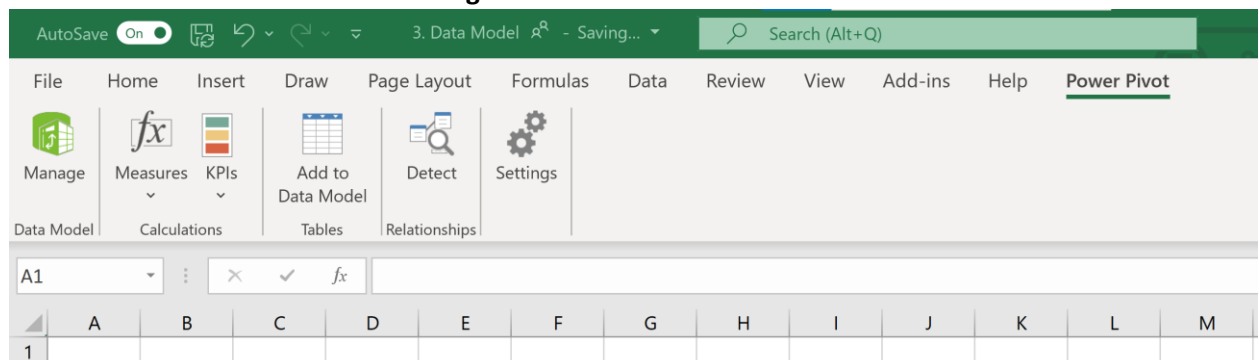 AutoSave On 3. Data Model - Saving... Search (Alt+Q)
File Home Insert Draw Page Layout Formulas Data Review View Add-ins Help Power Pivot
Manage Measures KPIs Add to Data Model Detect Settings
Data Model Calculations Tables Relationships
A1 fx
A B C D E F G H I J K L M
1